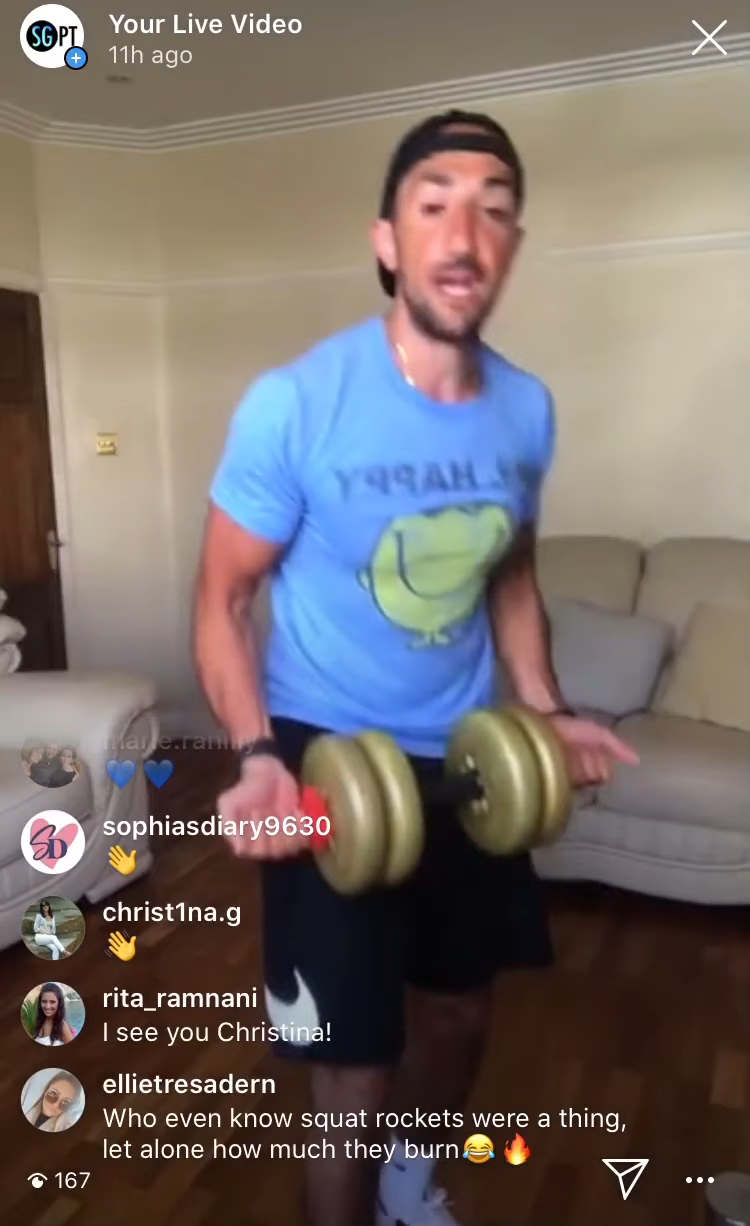 SGPT
Your Live Video
11h ago
HAPPY
sophiasdiary9630
SD
👋
christ1na.g
👋
rita_ramnani
I see you Christina!
ellietresadern
Who even know squat rockets were a thing,
let alone how much they burn😂🔥
167